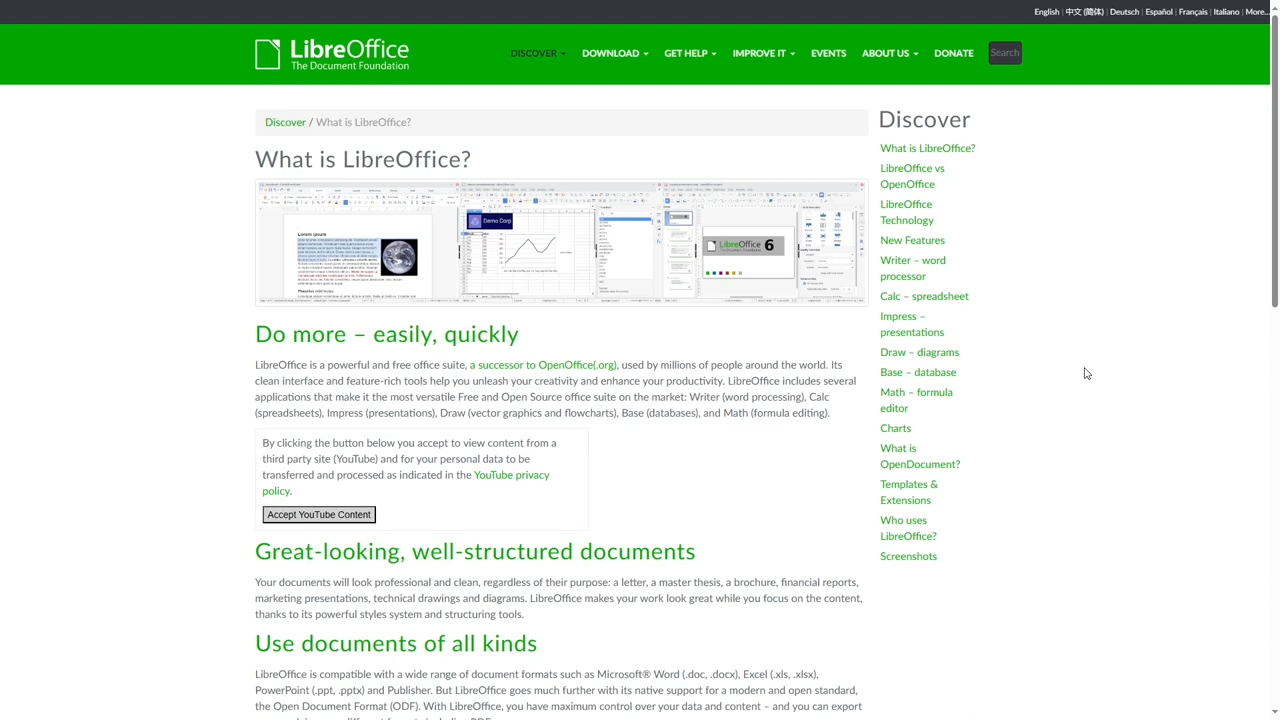 English | 中文 (简体) | Deutsch | Español | Français | Italiano | More...
LibreOffice
The Document Foundation
DISCOVER
DOWNLOAD
GET HELP
IMPROVE IT
EVENTS
ABOUT US
DONATE
Search
Discover / What is LibreOffice?
What is LibreOffice?
Lorem ipsum
Demo Corp
LibreOffice 6
Do more – easily, quickly
LibreOffice is a powerful and free office suite, a successor to OpenOffice(.org), used by millions of people around the world. Its
clean interface and feature-rich tools help you unleash your creativity and enhance your productivity. LibreOffice includes several
applications that make it the most versatile Free and Open Source office suite on the market: Writer (word processing), Calc
(spreadsheets), Impress (presentations), Draw (vector graphics and flowcharts), Base (databases), and Math (formula editing).
By clicking the button below you accept to view content from a
third party site (YouTube) and for your personal data to be
transferred and processed as indicated in the YouTube privacy
policy.
Accept YouTube Content
Great-looking, well-structured documents
Your documents will look professional and clean, regardless of their purpose: a letter, a master thesis, a brochure, financial reports,
marketing presentations, technical drawings and diagrams. LibreOffice makes your work look great while you focus on the content,
thanks to its powerful styles system and structuring tools.
Use documents of all kinds
LibreOffice is compatible with a wide range of document formats such as Microsoft® Word (.doc, .docx), Excel (.xls, .xlsx),
PowerPoint (.ppt, .pptx) and Publisher. But LibreOffice goes much further with its native support for a modern and open standard,
the Open Document Format (ODF). With LibreOffice, you have maximum control over your data and content – and you can export
Discover
What is LibreOffice?
LibreOffice vs
OpenOffice
LibreOffice
Technology
New Features
Writer – word
processor
Calc – spreadsheet
Impress –
presentations
Draw – diagrams
Base – database
Math – formula
editor
Charts
What is
OpenDocument?
Templates &
Extensions
Who uses
LibreOffice?
Screenshots